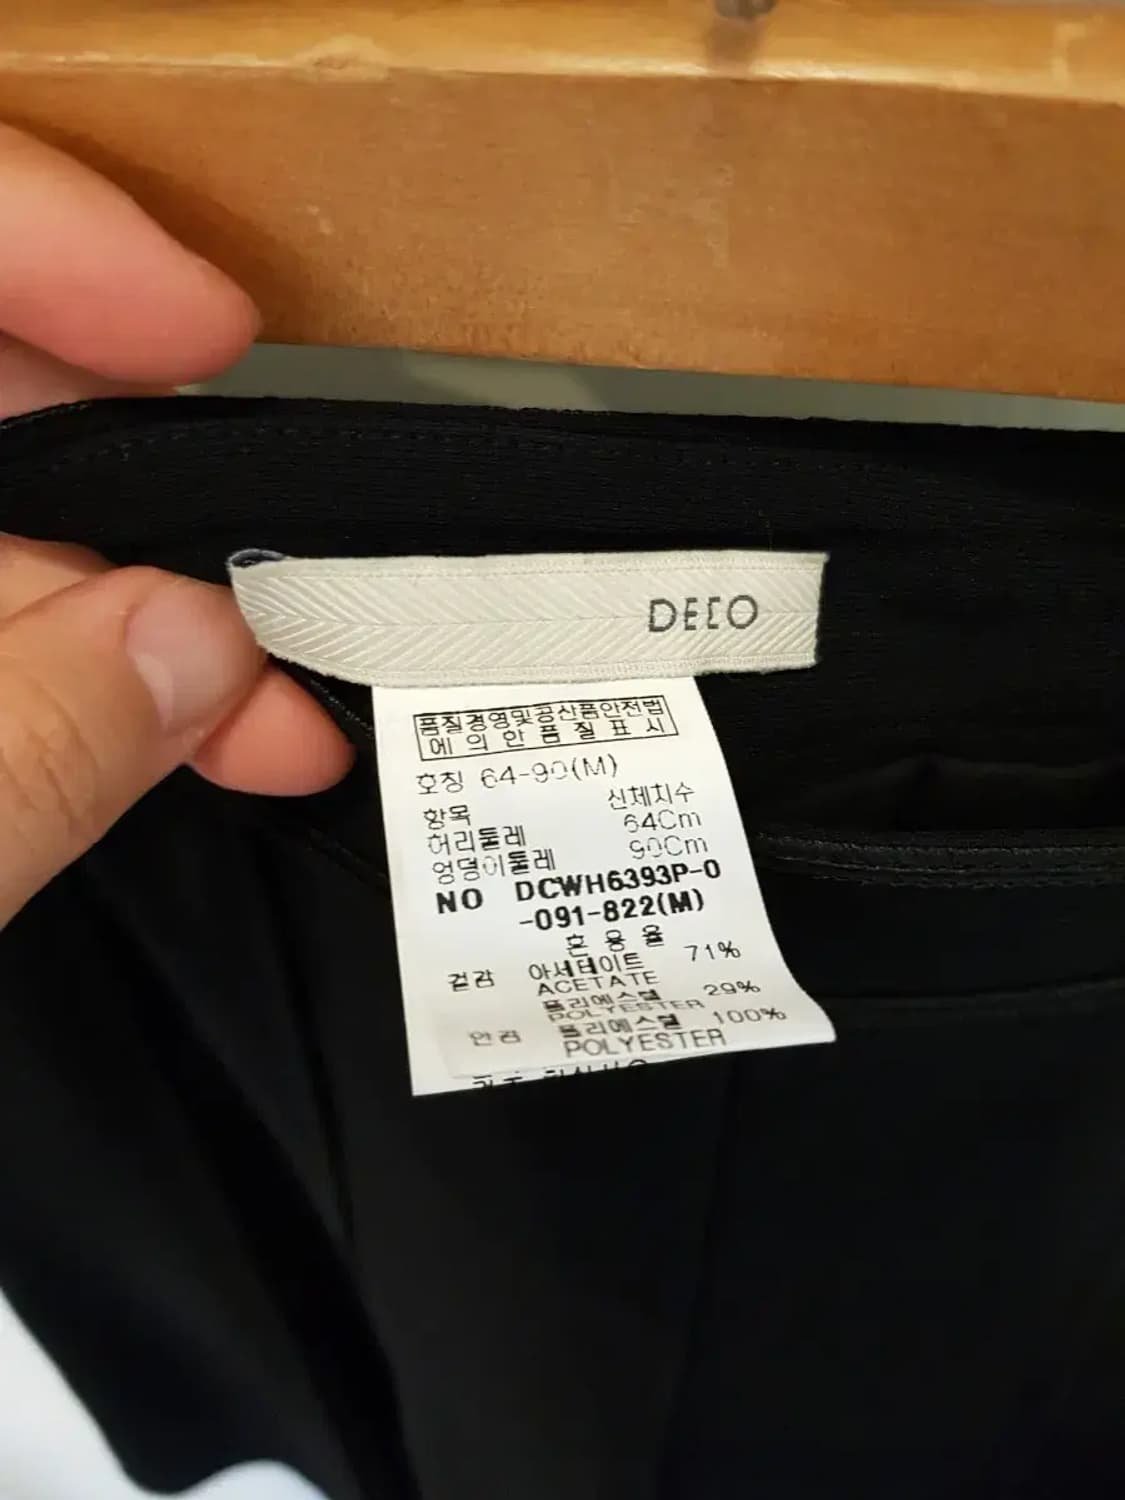 DECO
품질경영및공산품안전법
에 의 한 품 질 표 시
호칭 64-90(M)
항목 신체치수
허리둘레 64Cm
엉덩이둘레 90Cm
NO DCWH6393P-0
-091-822(M)
혼 용 율
겉감 아세테이트 71%
ACETATE
폴리에스텔 29%
POLYESTER
안감 폴리에스텔 100%
POLYESTER